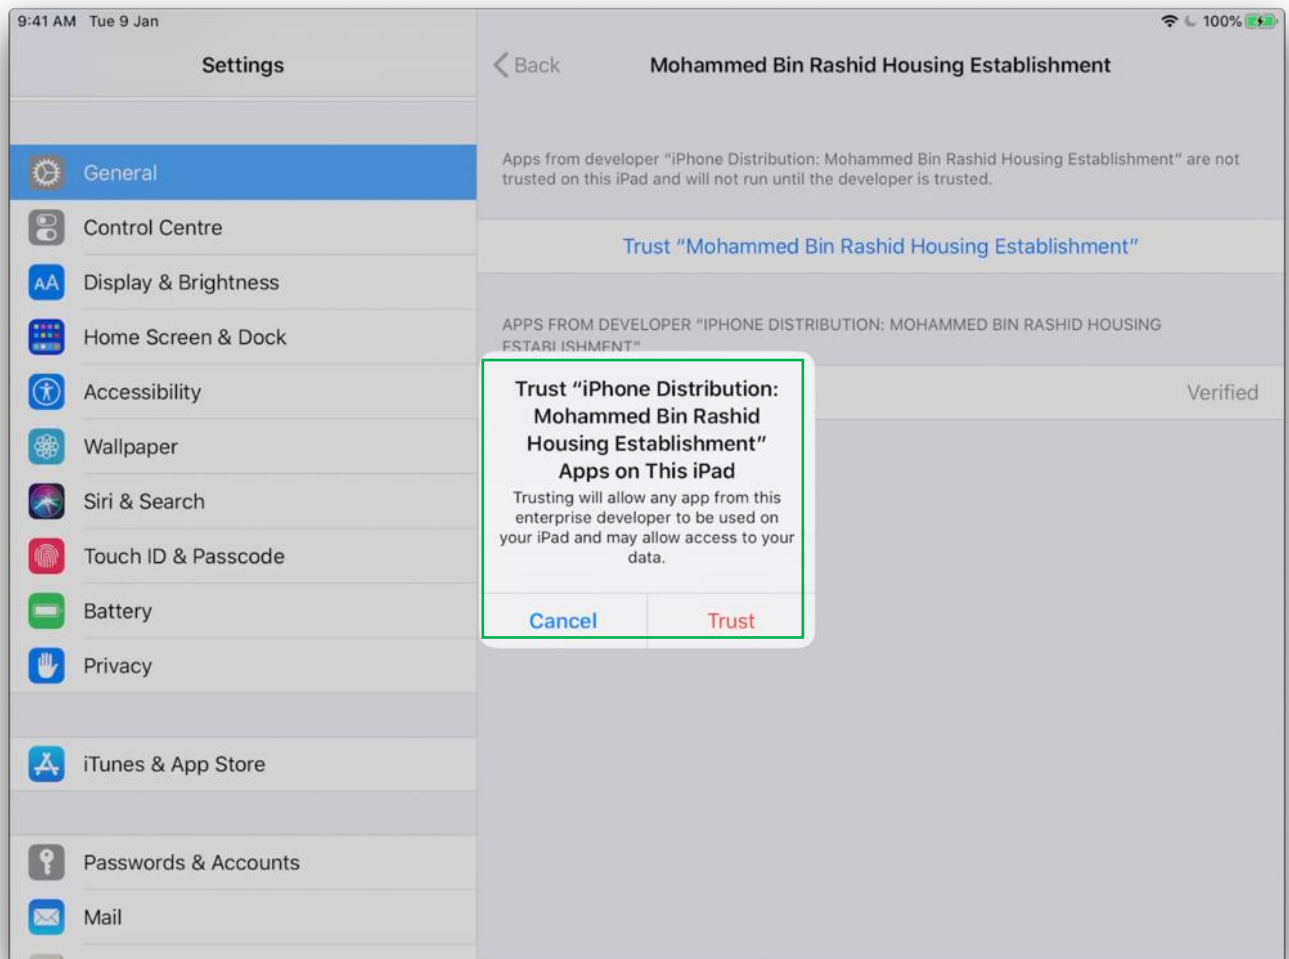 9:41 AM Tue 9 Jan
100%
Settings
Back
Mohammed Bin Rashid Housing Establishment
General
Control Centre
Display & Brightness
Home Screen & Dock
Accessibility
Wallpaper
Siri & Search
Touch ID & Passcode
Battery
Privacy
iTunes & App Store
Passwords & Accounts
Mail
Apps from developer “iPhone Distribution: Mohammed Bin Rashid Housing Establishment” are not
trusted on this iPad and will not run until the developer is trusted.
Trust “Mohammed Bin Rashid Housing Establishment”
APPS FROM DEVELOPER “IPHONE DISTRIBUTION: MOHAMMED BIN RASHID HOUSING
ESTABLISHMENT”
Verified
Trust “iPhone Distribution:
Mohammed Bin Rashid
Housing Establishment”
Apps on This iPad
Trusting will allow any app from this
enterprise developer to be used on
your iPad and may allow access to your
data.
Cancel
Trust